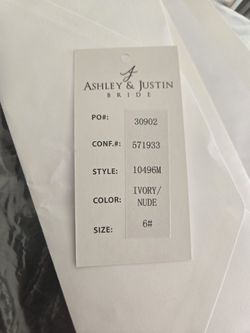 ASHLEY & JUSTIN
BRIDE
PO#: 30902
CONF.#: 571933
STYLE: 10496M
COLOR: IVORY/
NUDE
SIZE: 6#